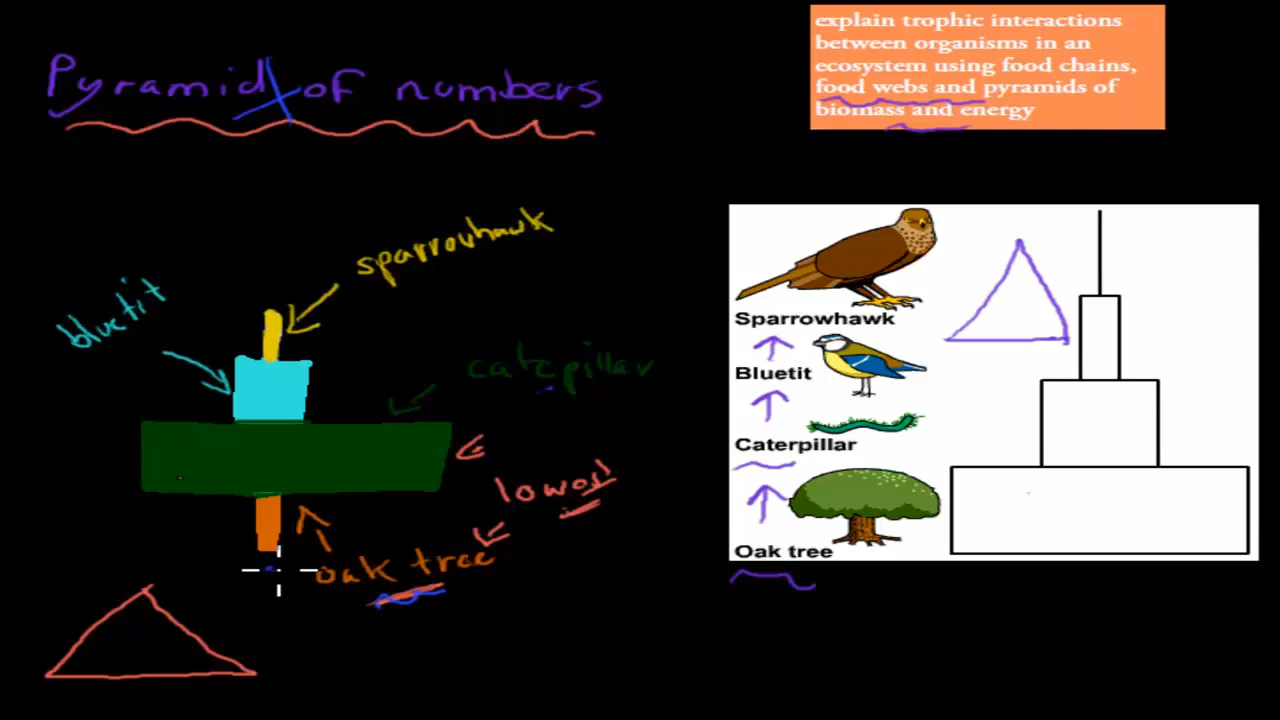 Pyramid of numbers
explain trophic interactions
between organisms in an
ecosystem using food chains,
food webs and pyramids of
biomass and energy
sparrowhawk
bluetit
caterpillar
lowest
oak tree
Sparrowhawk
Bluetit
Caterpillar
Oak tree